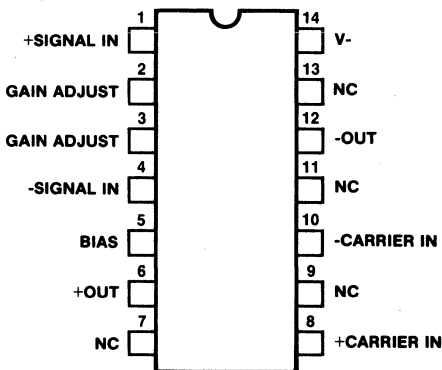 1 14
+SIGNAL IN V-
2 13
GAIN ADJUST NC
3 12
GAIN ADJUST -OUT
4 11
-SIGNAL IN NC
5 10
BIAS -CARRIER IN
6 9
+OUT NC
7 8
NC +CARRIER IN